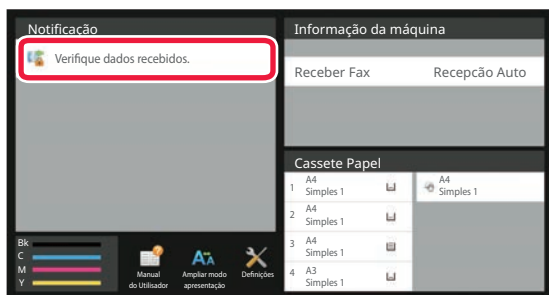 Notificação
Verifique dados recebidos.
Informação da máquina
Receber Fax
Recepcão Auto
Cassete Papel
1
A4
Simples 1
2
A4
Simples 1
3
A4
Simples 1
4
A3
Simples 1
A4
Simples 1
Bk
C
M
Y
Manual
do Utilisador
Ampliar modo
apresentação
Definições